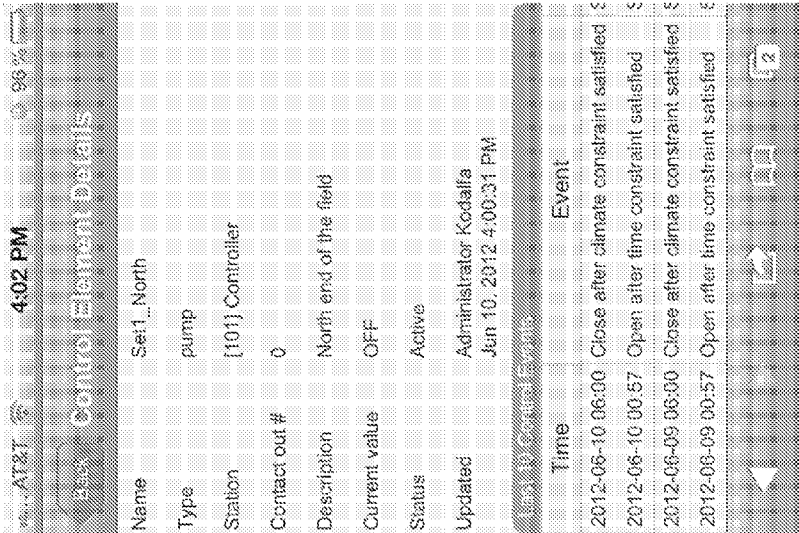 AT&T 4:02 PM 96 %
Back Control Element Details
Name Set1_North
Type pump
Station [101] Controller
Contact out # 0
Description North end of the field
Current value OFF
Status Active
Updated Administrator Kodalfa
Jun 10, 2012 4:00:31 PM
Last 10 Control Events
Time Event
2012-06-10 06:00 Close after climate constraint satisfied
2012-06-10 00:57 Open after time constraint satisfied
2012-06-09 06:00 Close after climate constraint satisfied
2012-06-09 00:57 Open after time constraint satisfied
2